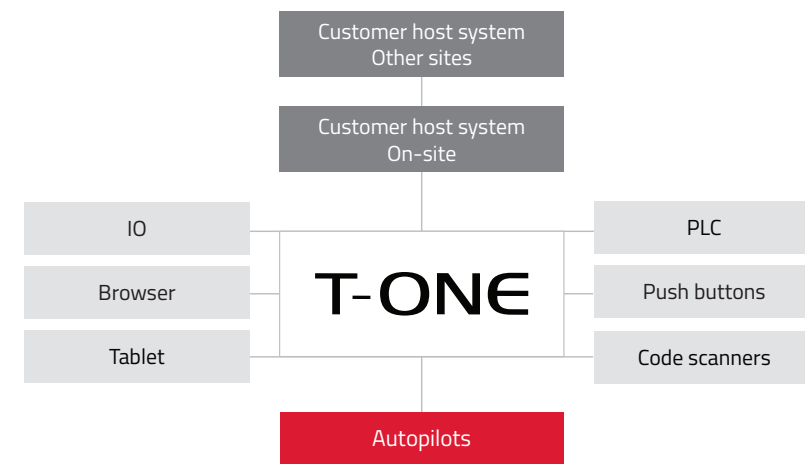 Customer host system
Other sites
Customer host system
On-site
IO
PLC
T-ONE
Browser
Push buttons
Tablet
Code scanners
Autopilots